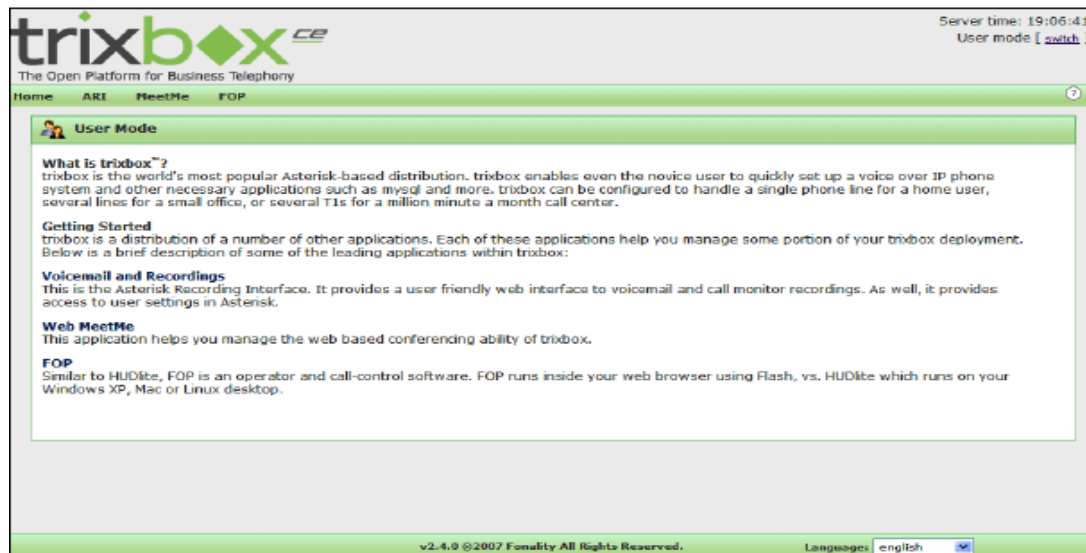 trixbox CE
Server time: 19:06:41
User mode [ switch ]
The Open Platform for Business Telephony
Home ARI MeetMe FOP
?
User Mode
What is trixbox™?
trixbox is the world's most popular Asterisk-based distribution. trixbox enables even the novice user to quickly set up a voice over IP phone
system and other necessary applications such as mysql and more. trixbox can be configured to handle a single phone line for a home user,
several lines for a small office, or several T1s for a million minute a month call center.
Getting Started
trixbox is a distribution of a number of other applications. Each of these applications help you manage some portion of your trixbox deployment.
Below is a brief description of some of the leading applications within trixbox:
Voicemail and Recordings
This is the Asterisk Recording Interface. It provides a user friendly web interface to voicemail and call monitor recordings. As well, it provides
access to user settings in Asterisk.
Web MeetMe
This application helps you manage the web based conferencing ability of trixbox.
FOP
Similar to HUDlite, FOP is an operator and call-control software. FOP runs inside your web browser using Flash, vs. HUDlite which runs on your
Windows XP, Mac or Linux desktop.
v2.4.0 ©2007 Fonality All Rights Reserved.
Language: english